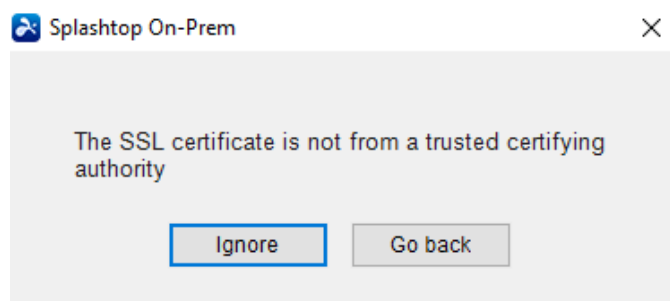 Splashtop On-Prem
The SSL certificate is not from a trusted certifying
authority
Ignore
Go back